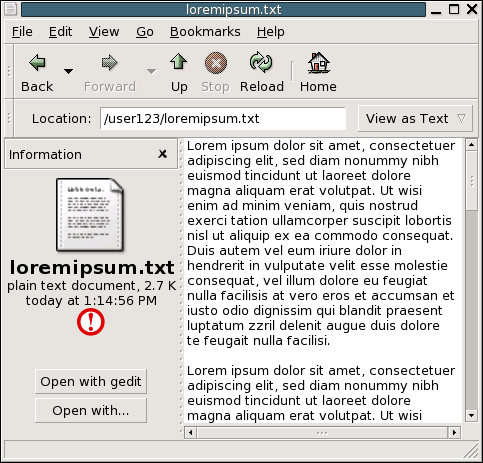 loremipsum.txt
File Edit View Go Bookmarks Help
Back Forward Up Stop Reload Home
Location: /user123/loremipsum.txt View as Text
Information
loremipsum.txt
plain text document, 2.7 K
today at 1:14:56 PM
Open with gedit
Open with...
Lorem ipsum dolor sit amet, consectetuer
adipiscing elit, sed diam nonummy nibh
euismod tincidunt ut laoreet dolore
magna aliquam erat volutpat. Ut wisi
enim ad minim veniam, quis nostrud
exerci tation ullamcorper suscipit lobortis
nisl ut aliquip ex ea commodo consequat.
Duis autem vel eum iriure dolor in
hendrerit in vulputate velit esse molestie
consequat, vel illum dolore eu feugiat
nulla facilisis at vero eros et accumsan et
iusto odio dignissim qui blandit praesent
luptatum zzril delenit augue duis dolore
te feugait nulla facilisi.
Lorem ipsum dolor sit amet, consectetuer
adipiscing elit, sed diam nonummy nibh
euismod tincidunt ut laoreet dolore
magna aliquam erat volutpat. Ut wisi